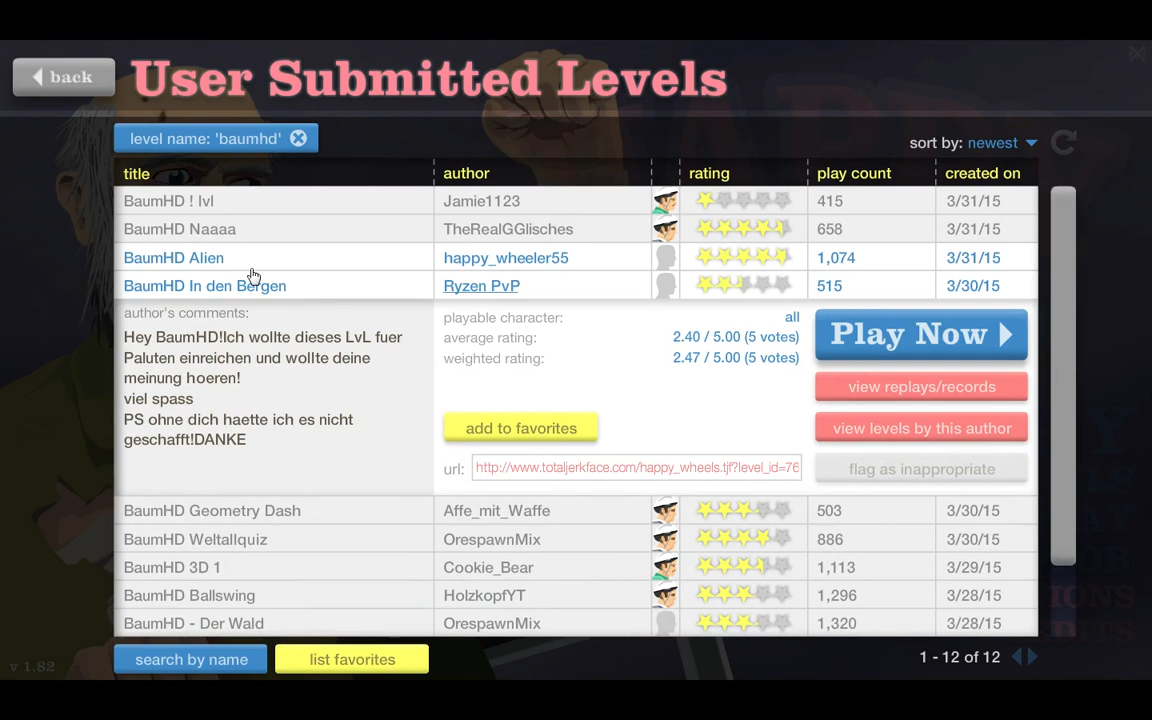 back
User Submitted Levels
level name: 'baumhd'
sort by: newest
title author rating play count created on
BaumHD ! lvl Jamie1123 415 3/31/15
BaumHD Naaaa TheRealGGlisches 658 3/31/15
BaumHD Alien happy_wheeler55 1,074 3/31/15
BaumHD In den Bergen Ryzen PvP 515 3/30/15
author's comments:
Hey BaumHD!Ich wollte dieses LvL fuer
Paluten einreichen und wollte deine
meinung hoeren!
viel spass
PS ohne dich haette ich es nicht
geschafft!DANKE
playable character: all
average rating: 2.40 / 5.00 (5 votes)
weighted rating: 2.47 / 5.00 (5 votes)
add to favorites
url: http://www.totaljerkface.com/happy_wheels.tjf?level_id=76
Play Now
view replays/records
view levels by this author
flag as inappropriate
BaumHD Geometry Dash Affe_mit_Waffe 503 3/30/15
BaumHD Weltallquiz OrespawnMix 886 3/30/15
BaumHD 3D 1 Cookie_Bear 1,113 3/29/15
BaumHD Ballswing HolzkopfYT 1,296 3/28/15
BaumHD - Der Wald OrespawnMix 1,320 3/28/15
v 1.82
search by name
list favorites
1 - 12 of 12